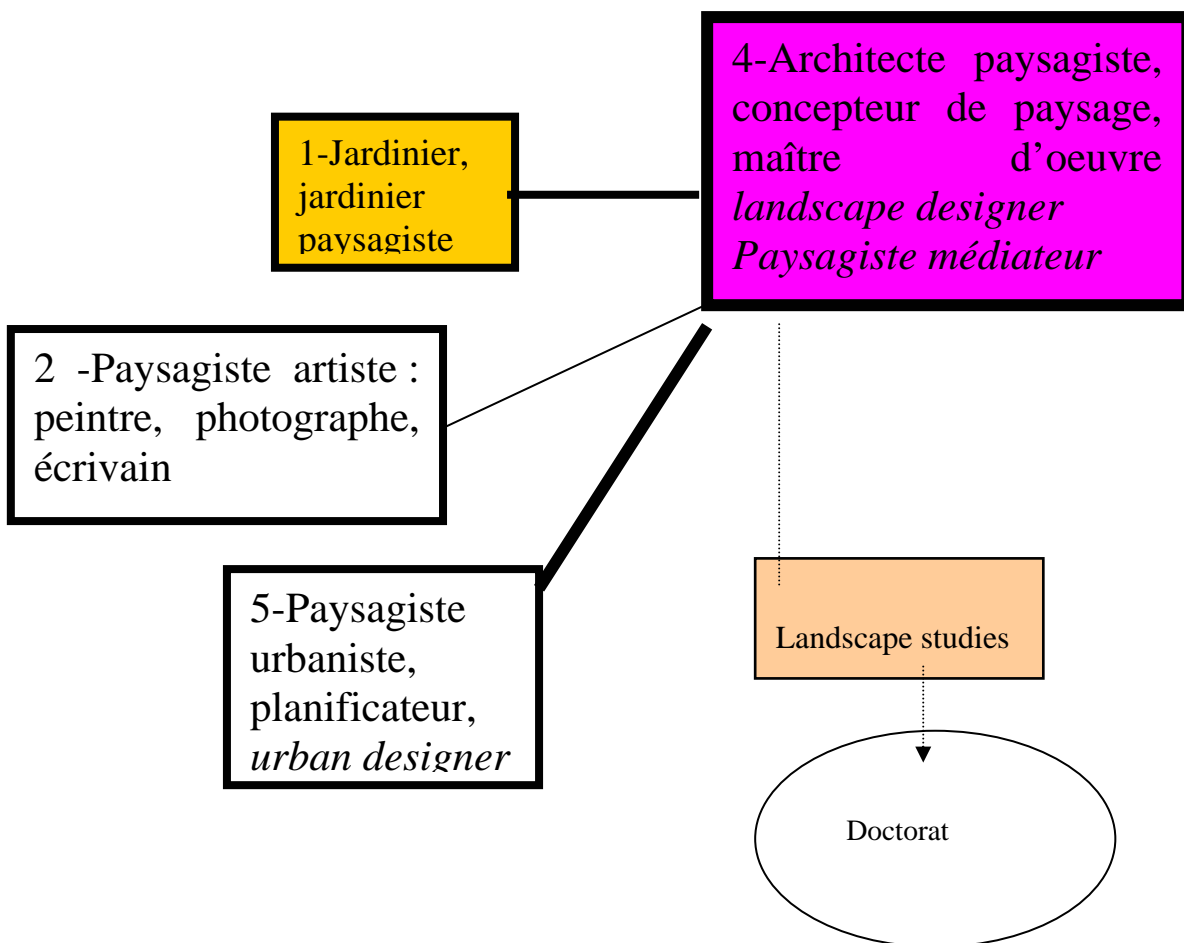 4-Architecte paysagiste,
concepteur de paysage,
maître d'oeuvre
landscape designer
Paysagiste médiateur
1-Jardinier,
jardinier
paysagiste
2 -Paysagiste artiste :
peintre, photographe,
écrivain
5-Paysagiste
urbaniste,
planificateur,
urban designer
Landscape studies
Doctorat